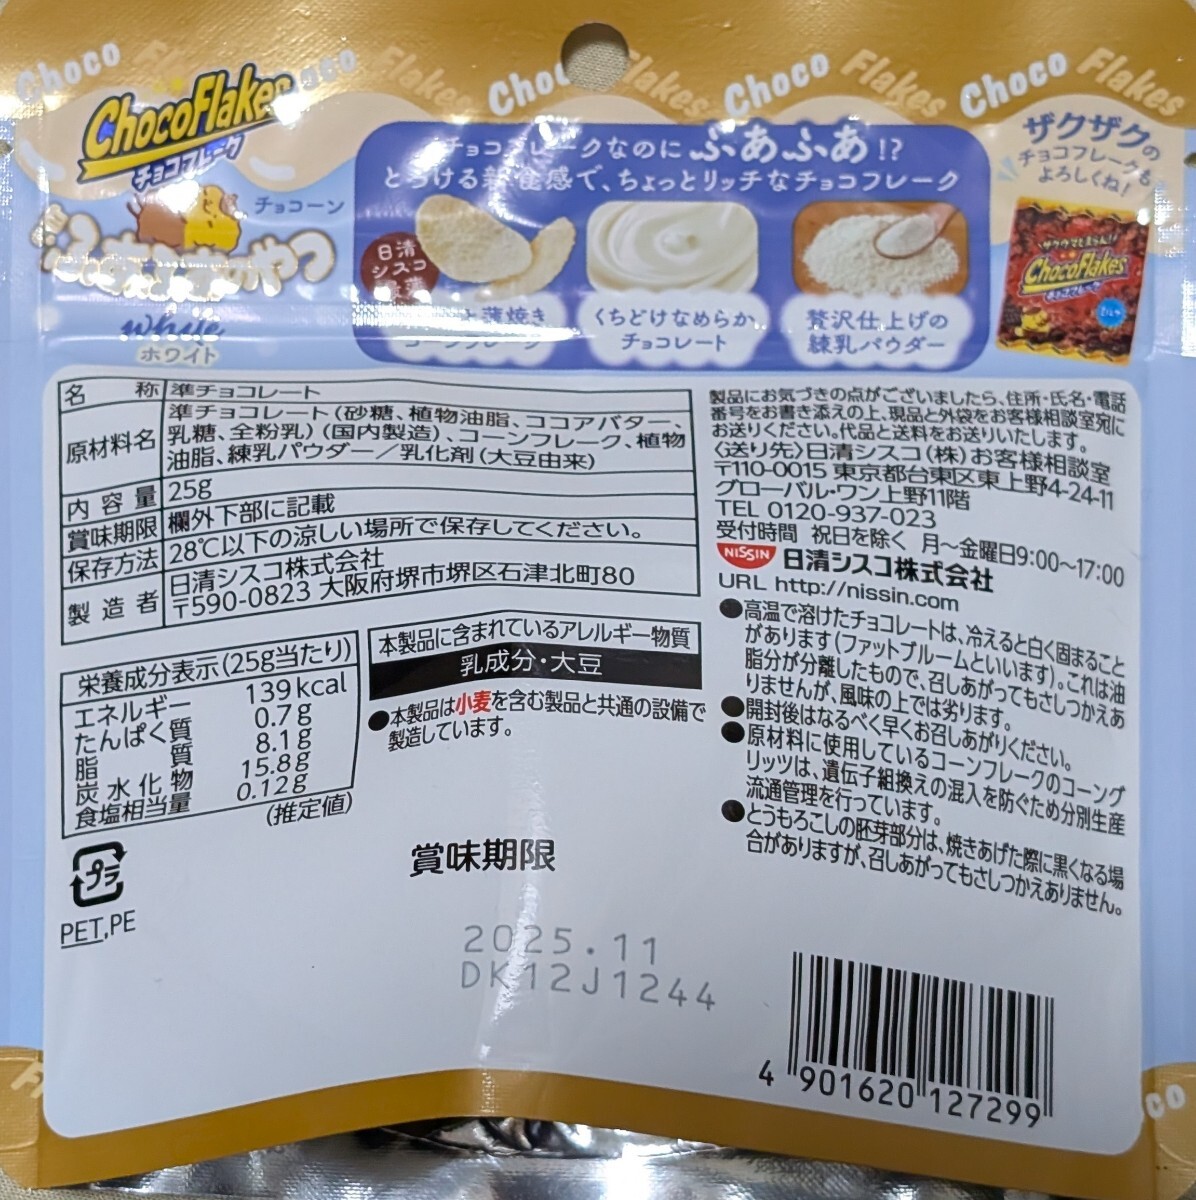 Choco Flakes Choco Flakes Choco Flakes Choco Flakes
ChocoFlakes
チョコフレーク
チョコーン
White
ホワイト
チョコフレークなのにふあふあ!?
とろける新食感で、ちょっとリッチなチョコフレーク
日清
シスコ
薄焼き
コーンフレーク
くちどけなめらか
チョコレート
贅沢仕上げの
練乳パウダー
ザクザクの
チョコフレークも
よろしくね!
ザクウマとまらん!
ChocoFlakes
チョコフレーク
名 称 準チョコレート
原材料名 準チョコレート(砂糖、植物油脂、ココアバター、
乳糖、全粉乳)(国内製造)、コーンフレーク、植物
油脂、練乳パウダー/乳化剤(大豆由来)
内容量 25g
賞味期限 欄外下部に記載
保存方法 28℃以下の涼しい場所で保存してください。
製造者 日清シスコ株式会社
〒590-0823 大阪府堺市堺区石津北町80
栄養成分表示(25g当たり)
エネルギー 139kcal
たんぱく質 0.7g
脂質 8.1g
炭水化物 15.8g
食塩相当量 0.12g
(推定値)
本製品に含まれているアレルギー物質
乳成分・大豆
●本製品は小麦を含む製品と共通の設備で
製造しています。
プラ
PET,PE
賞味期限
2025.11
DK12J1244
製品にお気づきの点がございましたら、住所・氏名・電話
番号をお書き添えの上、現品と外袋をお客様相談室宛に
お送りください。代品と送料をお送りいたします。
〈送り先〉日清シスコ(株)お客様相談室
〒110-0015 東京都台東区東上野4-24-11
グローバル・ワン上野11階
TEL 0120-937-023
受付時間 祝日を除く 月~金曜日9:00~17:00
NISSIN 日清シスコ株式会社
URL http://nissin.com
●高温で溶けたチョコレートは、冷えると白く固まること
があります(ファットブルームといいます)。これは油
脂分が分離したもので、召しあがってもさしつかえあ
りませんが、風味の上では劣ります。
●開封後はなるべく早くお召しあがりください。
●原材料に使用しているコーンフレークのコーング
リッツは、遺伝子組換えの混入を防ぐため分別生産
流通管理を行っています。
●とうもろこしの胚芽部分は、焼きあげた際に黒くなる場
合がありますが、召しあがってもさしつかえありません。
4 901620 127299